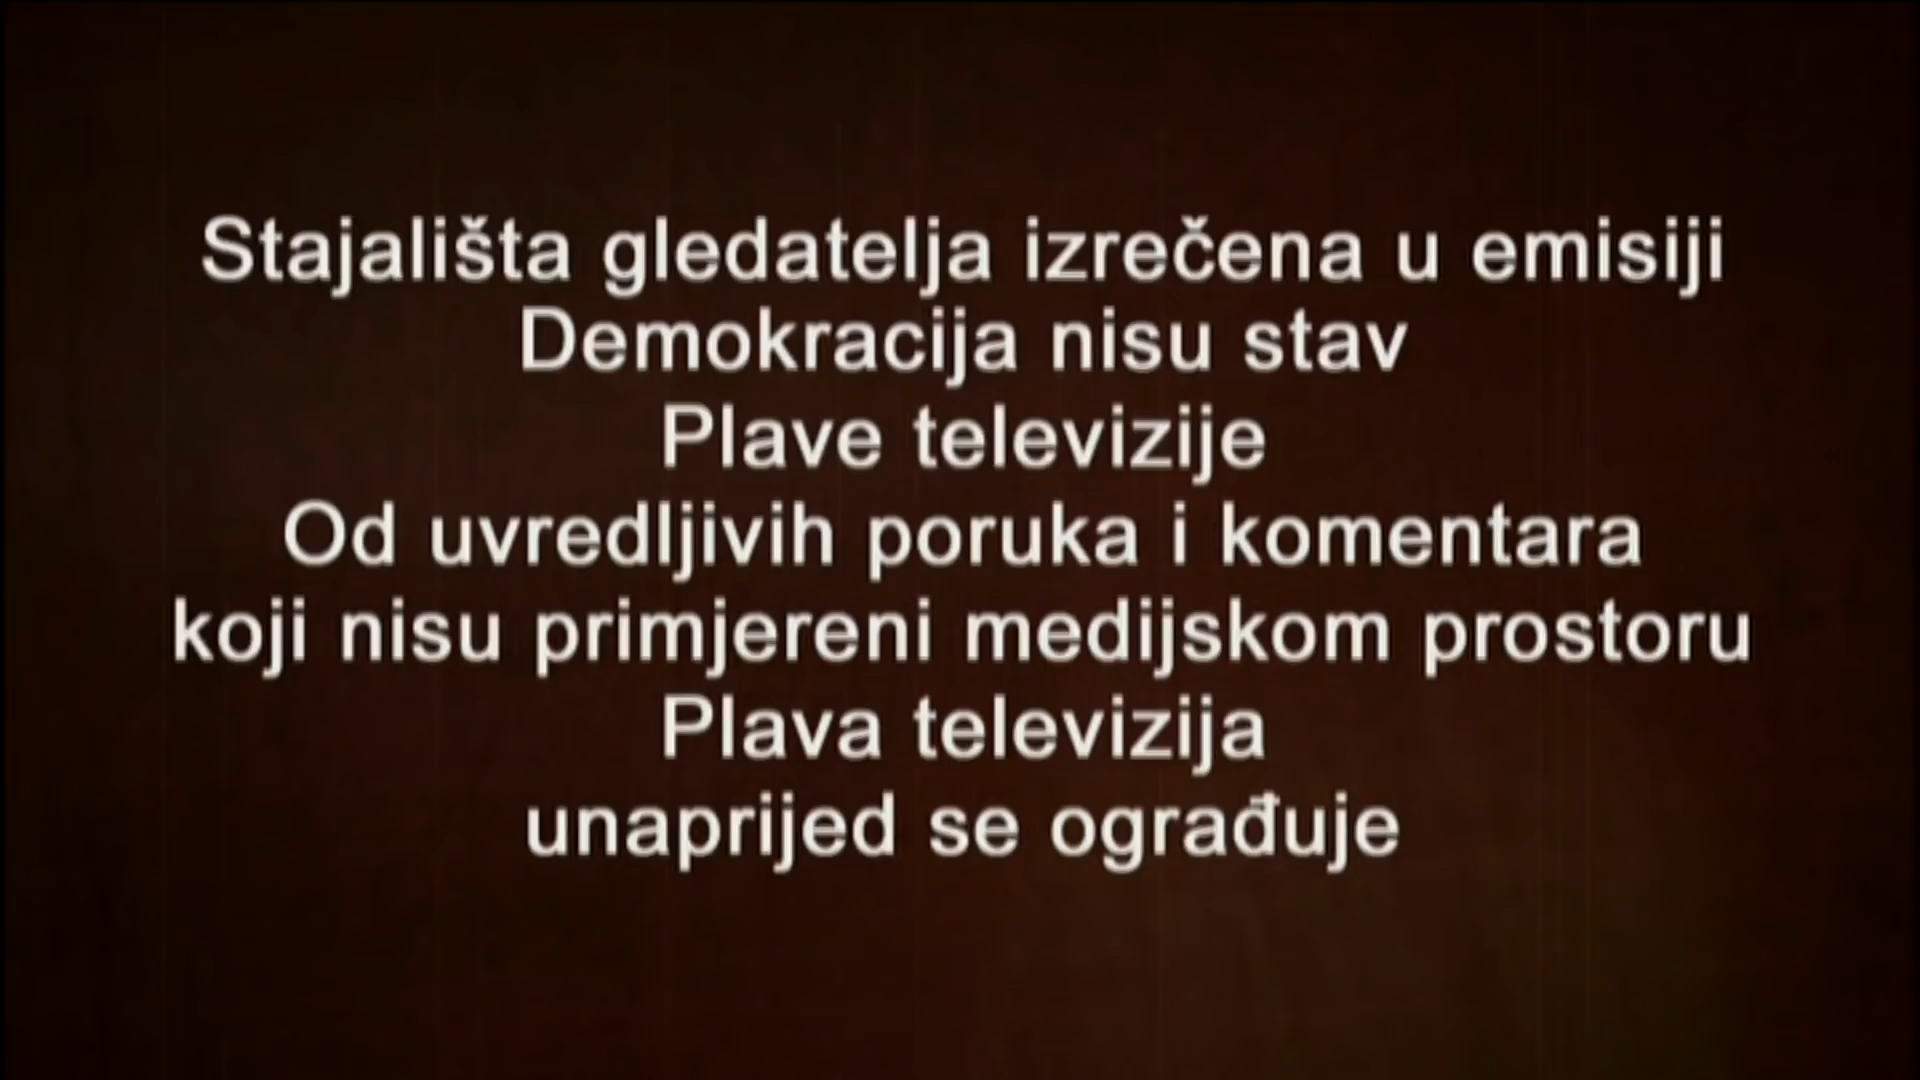 Stajališta gledatelja izrečena u emisiji
Demokracija nisu stav
Plave televizije
Od uvredljivih poruka i komentara
koji nisu primjereni medijskom prostoru
Plava televizija
unaprijed se ograđuje